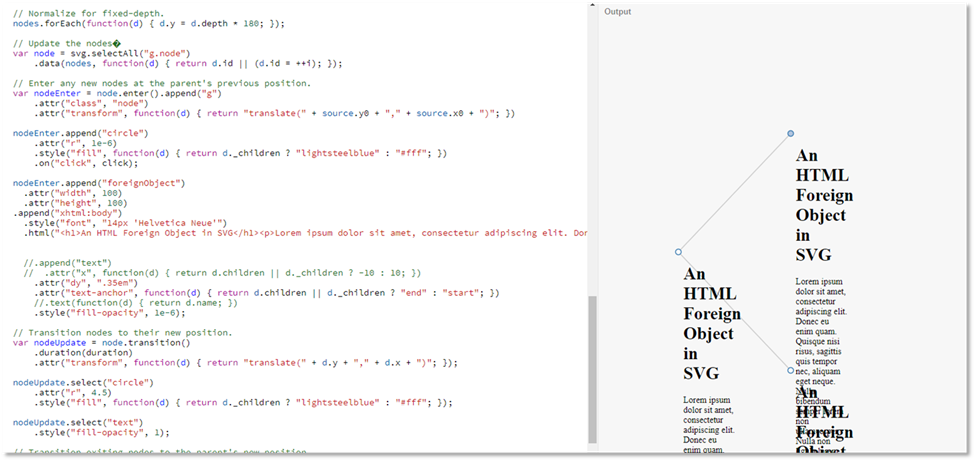 // Normalize for fixed-depth.
nodes.forEach(function(d) { d.y = d.depth * 180; });
// Update the nodes�
var node = svg.selectAll("g.node")
.data(nodes, function(d) { return d.id || (d.id = ++i); });
// Enter any new nodes at the parent's previous position.
var nodeEnter = node.enter().append("g")
.attr("class", "node")
.attr("transform", function(d) { return "translate(" + source.y0 + "," + source.x0 + ")"; })
nodeEnter.append("circle")
.attr("r", 1e-6)
.style("fill", function(d) { return d._children ? "lightsteelblue" : "#fff"; })
.on("click", click);
nodeEnter.append("foreignObject")
.attr("width", 100)
.attr("height", 100)
.append("xhtml:body")
.style("font", "14px 'Helvetica Neue'")
.html("<h1>An HTML Foreign Object in SVG</h1><p>Lorem ipsum dolor sit amet, consectetur adipiscing elit. Don
//.append("text")
// .attr("x", function(d) { return d.children || d._children ? -10 : 10; })
.attr("dy", ".35em")
.attr("text-anchor", function(d) { return d.children || d._children ? "end" : "start"; })
//.text(function(d) { return d.name; })
.style("fill-opacity", 1e-6);
// Transition nodes to their new position.
var nodeUpdate = node.transition()
.duration(duration)
.attr("transform", function(d) { return "translate(" + d.y + "," + d.x + ")"; });
nodeUpdate.select("circle")
.attr("r", 4.5)
.style("fill", function(d) { return d._children ? "lightsteelblue" : "#fff"; });
nodeUpdate.select("text")
.style("fill-opacity", 1);
// Transition exiting nodes to the parent's new position
Output
An
HTML
Foreign
Object
in
SVG
Lorem ipsum
dolor sit amet,
consectetur
adipiscing elit.
Donec eu
enim quam.
Quisque nisi
risus, sagittis
quis tempor
nec, aliquam
eget neque.
Nulla
bibendum
non
Nulla non
An
HTML
Foreign
Object
in
SVG
Lorem ipsum
dolor sit amet,
consectetur
adipiscing elit.
Donec eu
enim quam.
An
HTML
Foreign
Object